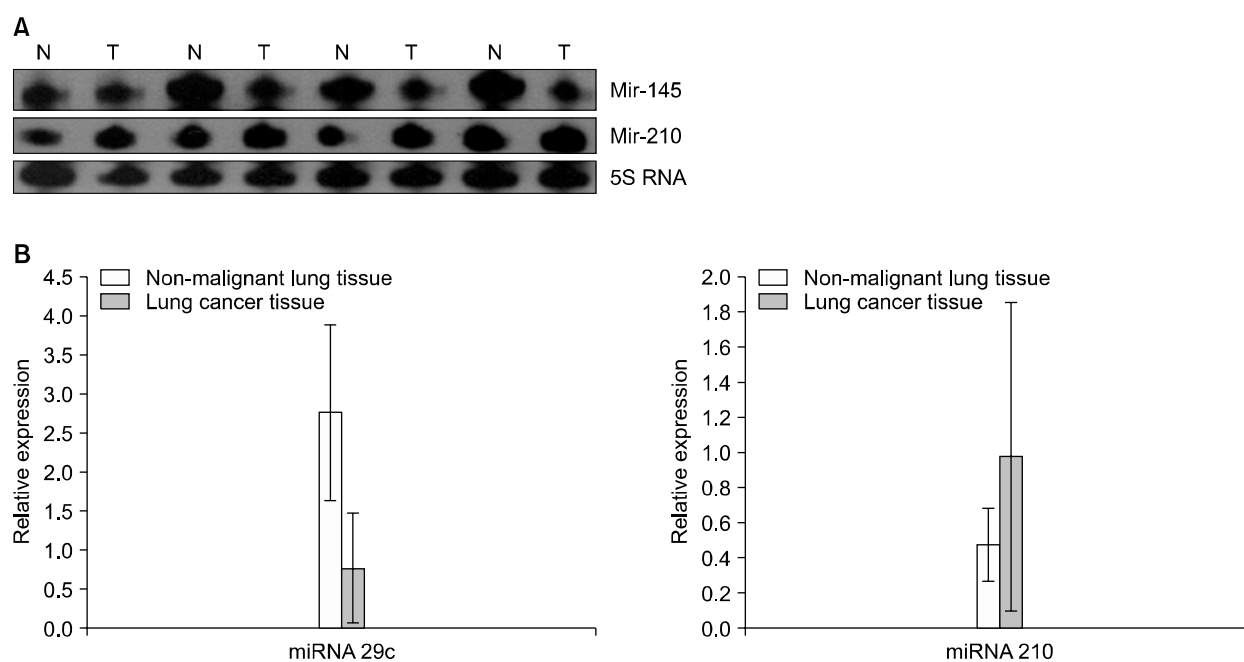 A
N T N T N T N T
Mir-145
Mir-210
5S RNA
B
4.5
4.0
3.5
3.0
2.5
2.0
1.5
1.0
0.5
0.0
Relative expression
Non-malignant lung tissue
Lung cancer tissue
miRNA 29c
2.0
1.8
1.6
1.4
1.2
1.0
0.8
0.6
0.4
0.2
0.0
Relative expression
Non-malignant lung tissue
Lung cancer tissue
miRNA 210